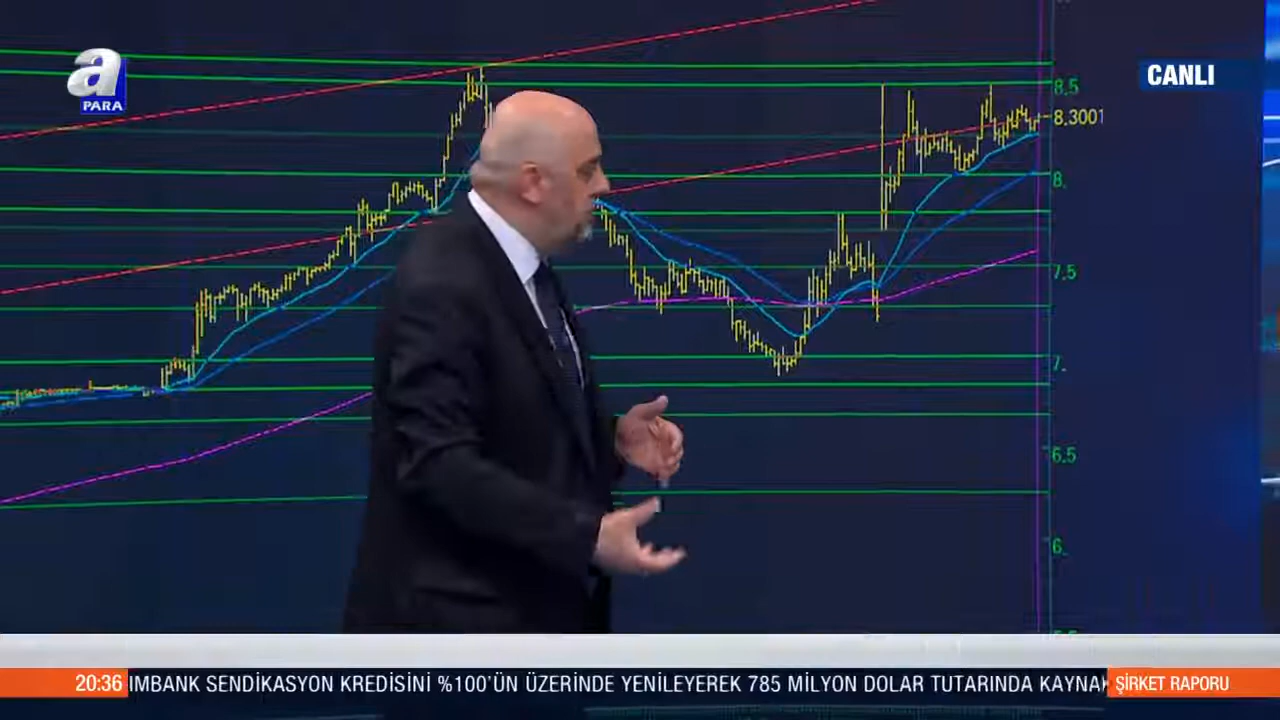 a
PARA
CANLI
8.5
8.3001
8.
7.5
7.
6.5
6.
20:36
IMBANK SENDİKASYON KREDİSİNİ %100'ÜN ÜZERİNDE YENİLEYEREK 785 MİLYON DOLAR TUTARINDA KAYNAK
ŞİRKET RAPORU